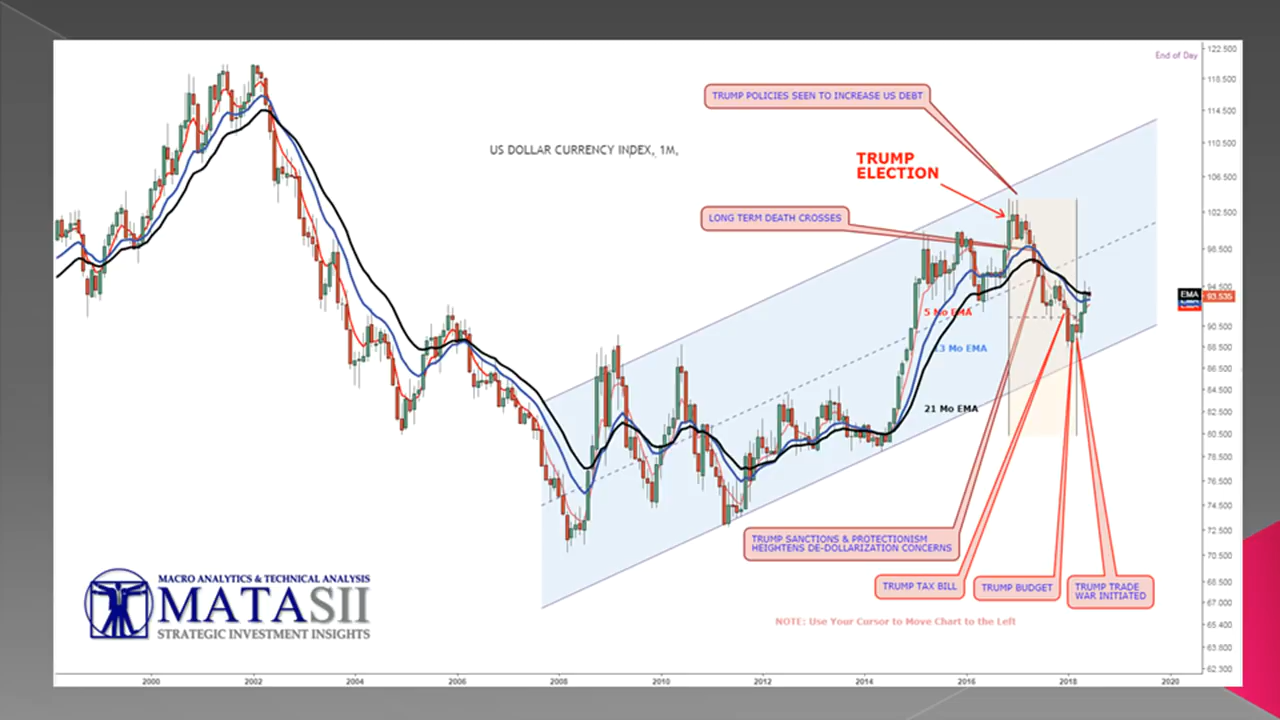 End of Day
122.500
118.500
114.500
110.500
106.500
102.500
98.500
94.500
93.535
90.500
88.500
86.500
84.500
82.500
80.500
78.500
76.500
74.500
72.500
70.500
68.500
67.000
65.400
63.800
62.300
EMA
TRUMP POLICIES SEEN TO INCREASE US DEBT
US DOLLAR CURRENCY INDEX, 1M,
TRUMP
ELECTION
LONG TERM DEATH CROSSES
5 Mo EMA
13 Mo EMA
21 Mo EMA
TRUMP SANCTIONS & PROTECTIONISM
HEIGHTENS DE-DOLLARIZATION CONCERNS
TRUMP TAX BILL
TRUMP BUDGET
TRUMP TRADE
WAR INITIATED
NOTE: Use Your Cursor to Move Chart to the Left
MACRO ANALYTICS & TECHNICAL ANALYSIS
MATASII
STRATEGIC INVESTMENT INSIGHTS
2000
2002
2004
2006
2008
2010
2012
2014
2016
2018
2020